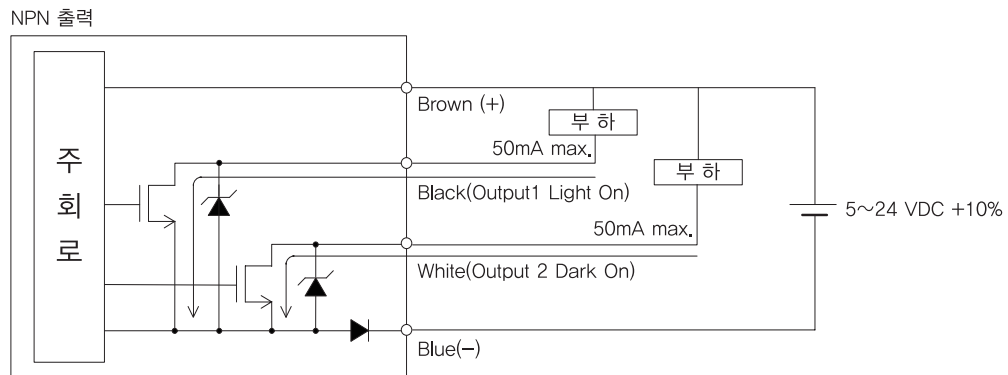 NPN 출력
주
회
로
Brown (+)
부 하
50mA max.
부 하
Black(Output1 Light On)
50mA max.
5~24 VDC +10%
White(Output 2 Dark On)
Blue(-)